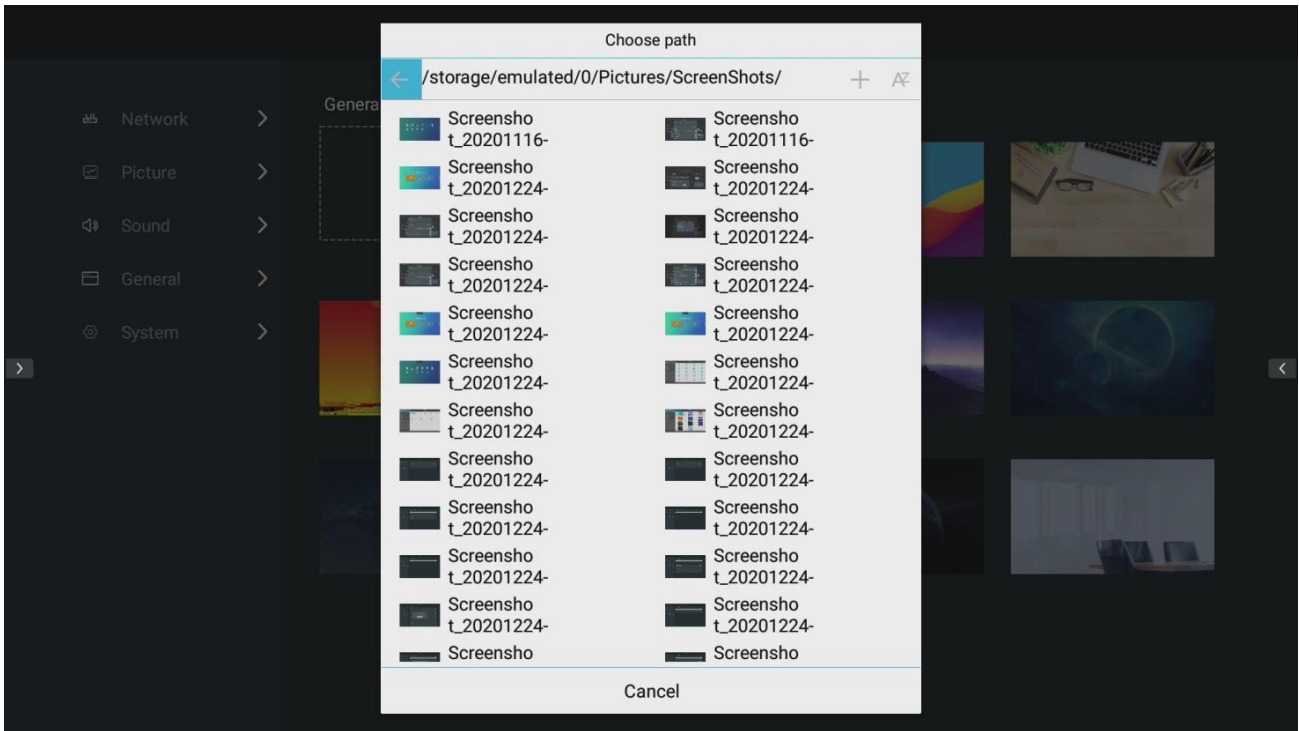 Choose path
/storage/emulated/0/Pictures/ScreenShots/
Network
Picture
Sound
General
System
Genera
Screensho
t_20201116-
Screensho
t_20201116-
Screensho
t_20201224-
Screensho
t_20201224-
Screensho
t_20201224-
Screensho
t_20201224-
Screensho
t_20201224-
Screensho
t_20201224-
Screensho
t_20201224-
Screensho
t_20201224-
Screensho
t_20201224-
Screensho
t_20201224-
Screensho
t_20201224-
Screensho
t_20201224-
Screensho
t_20201224-
Screensho
t_20201224-
Screensho
t_20201224-
Screensho
t_20201224-
Screensho
t_20201224-
Screensho
t_20201224-
Screensho
t_20201224-
Screensho
t_20201224-
Screensho
Screensho
Cancel